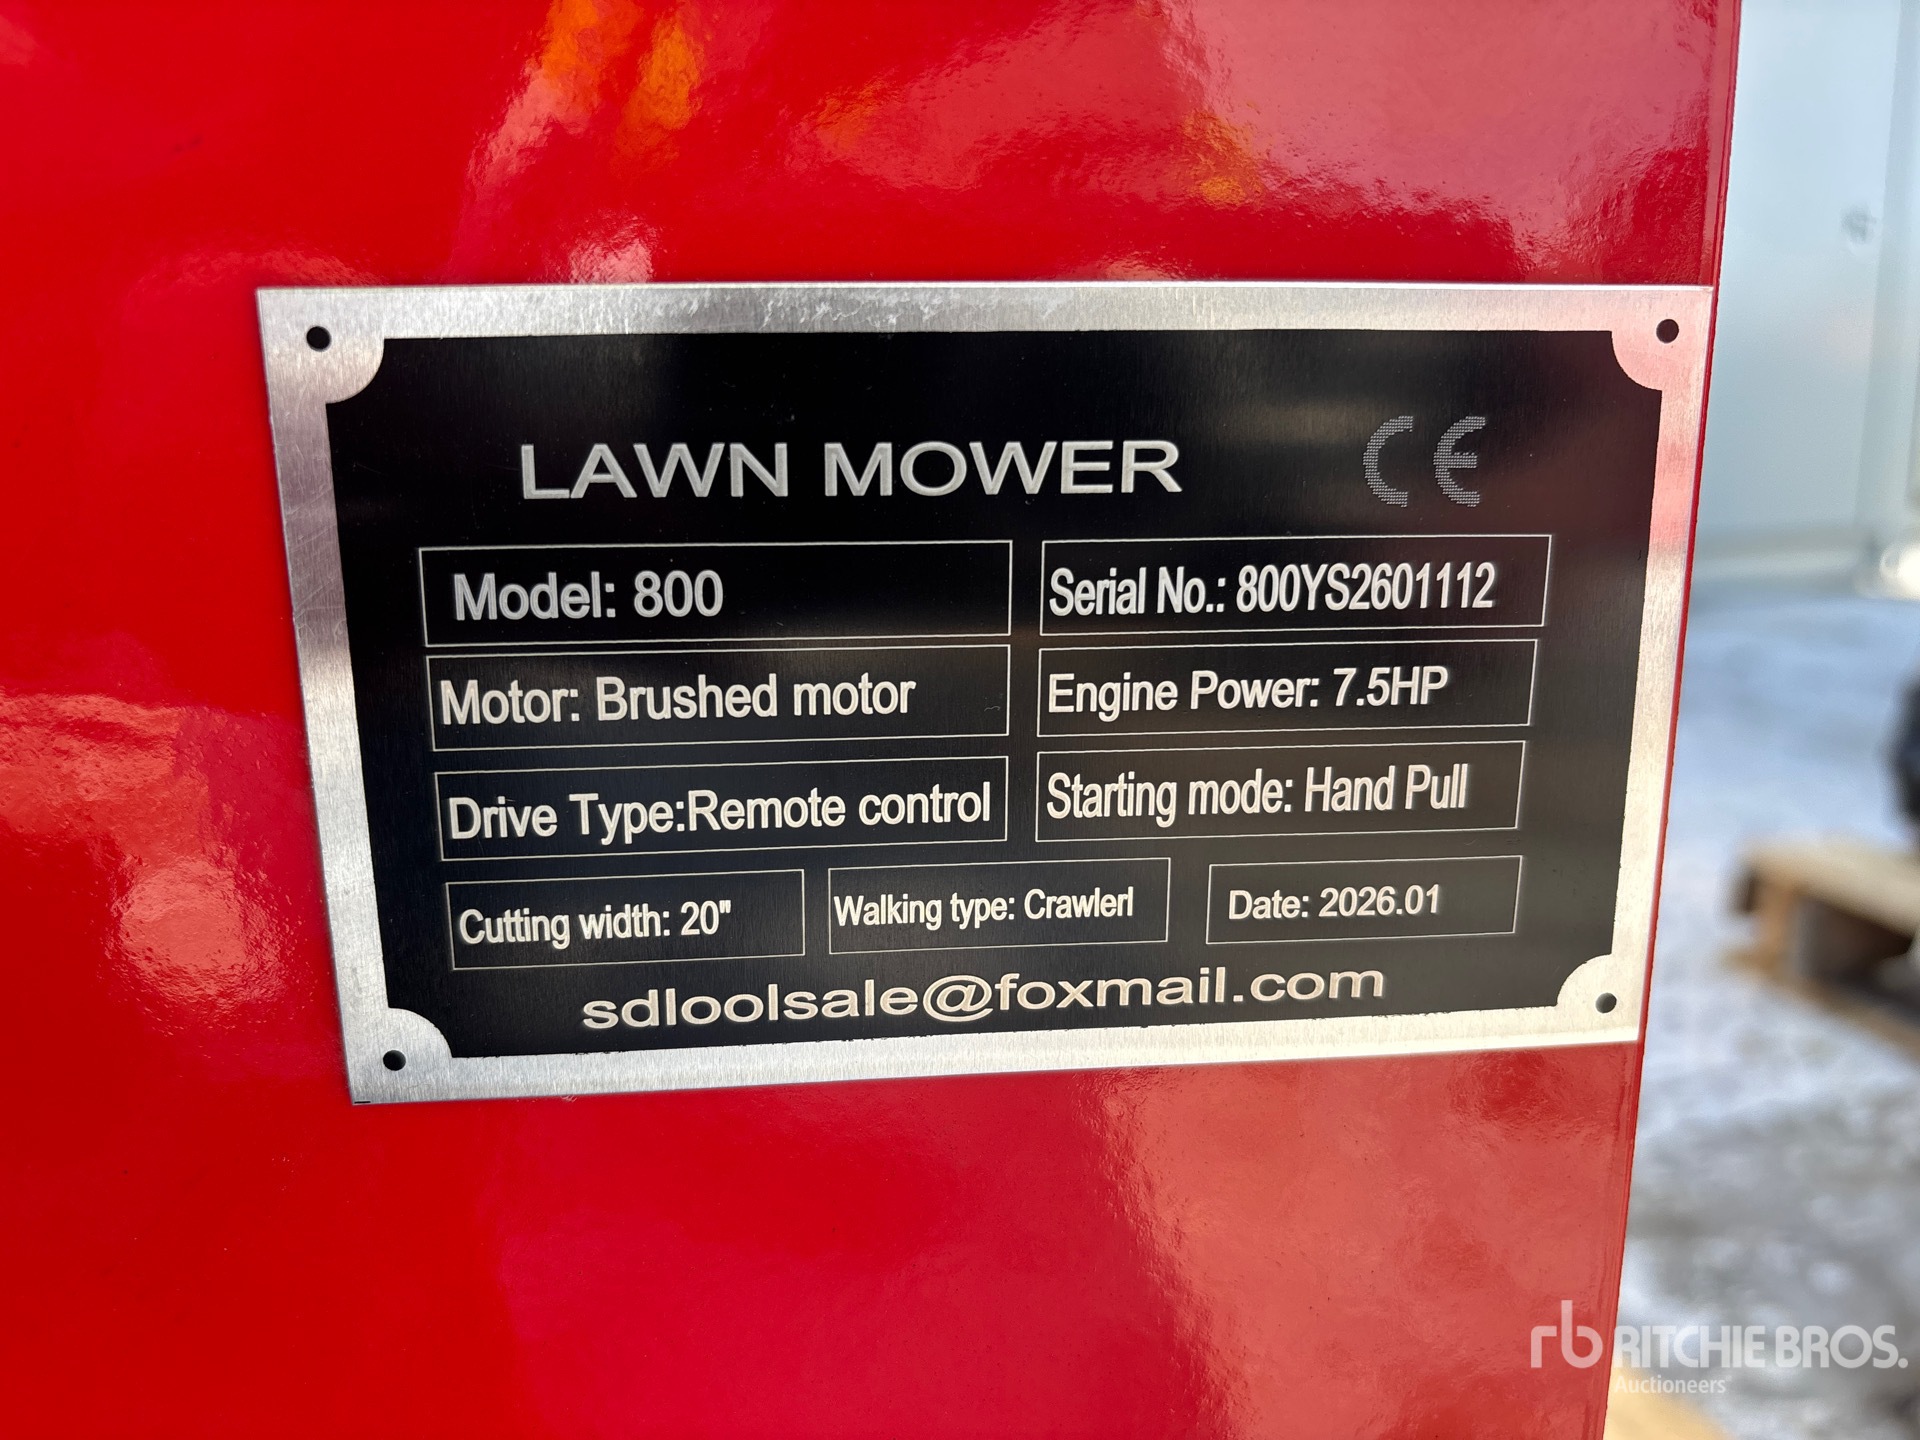 LAWN MOWER CE
Model: 800
Serial No.: 800YS2601112
Motor: Brushed motor
Engine Power: 7.5HP
Drive Type:Remote control
Starting mode: Hand Pull
Cutting width: 20"
Walking type: Crawlerl
Date: 2026.01
sdloolsale@foxmail.com
rb RITCHIE BROS.
Auctioneers